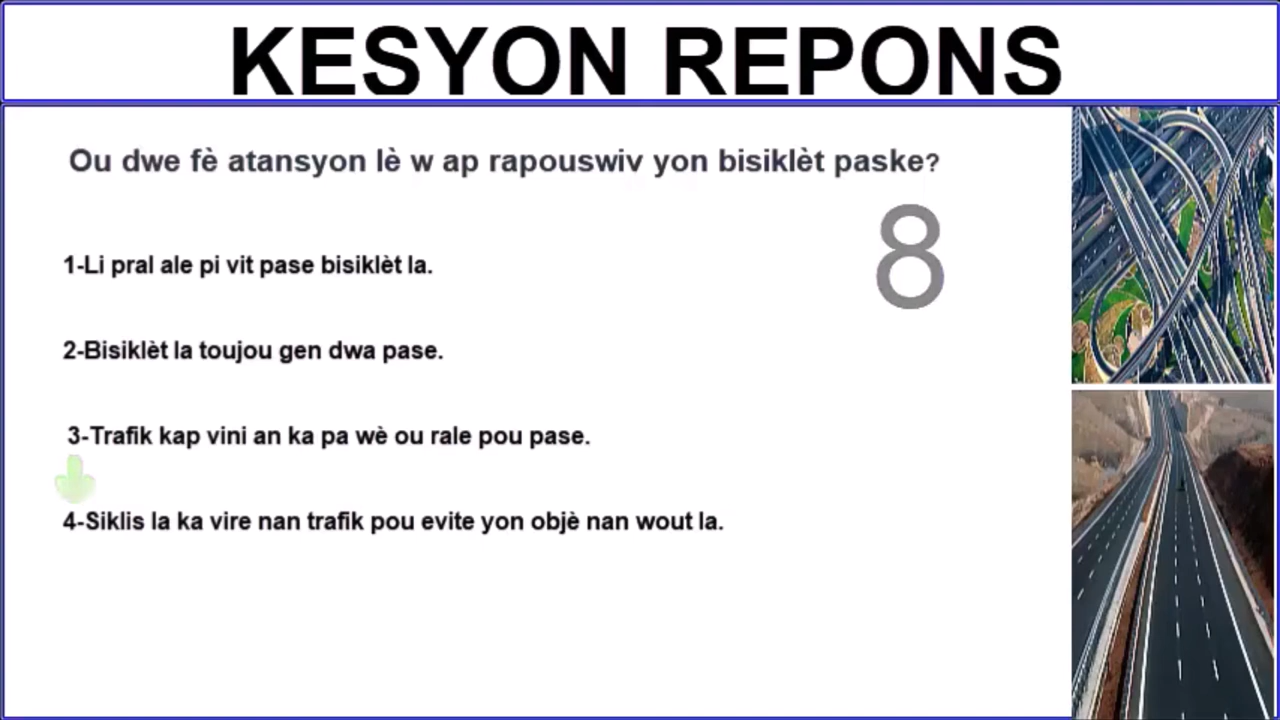 KESYON REPONS
Ou dwe fè atansyon lè w ap rapouswiv yon bisiklèt paske?
8
1-Li pral ale pi vit pase bisiklèt la.
2-Bisiklèt la toujou gen dwa pase.
3-Trafik kap vini an ka pa wè ou rale pou pase.
4-Siklis la ka vire nan trafik pou evite yon objè nan wout la.